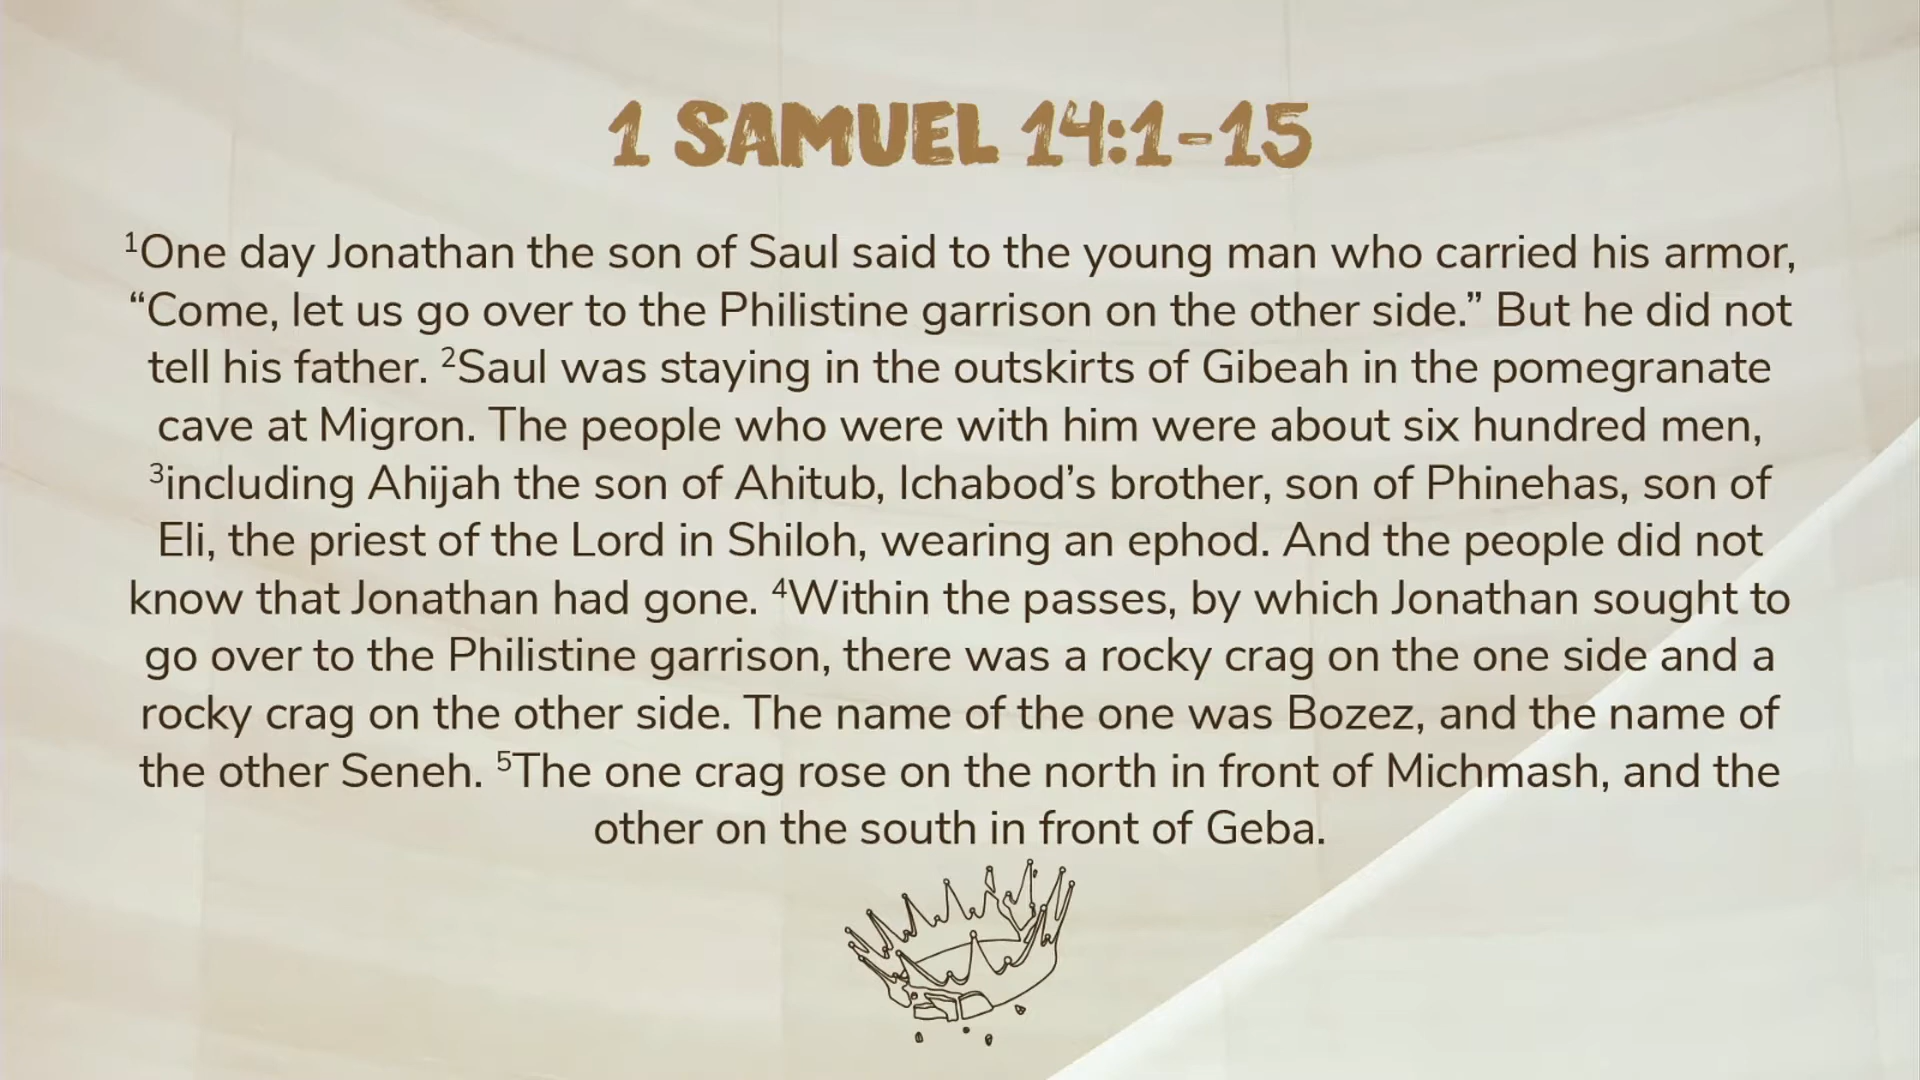 1 SAMUEL 14:1-15
¹One day Jonathan the son of Saul said to the young man who carried his armor,
“Come, let us go over to the Philistine garrison on the other side.” But he did not
tell his father. ²Saul was staying in the outskirts of Gibeah in the pomegranate
cave at Migron. The people who were with him were about six hundred men,
³including Ahijah the son of Ahitub, Ichabod’s brother, son of Phinehas, son of
Eli, the priest of the Lord in Shiloh, wearing an ephod. And the people did not
know that Jonathan had gone. ⁴Within the passes, by which Jonathan sought to
go over to the Philistine garrison, there was a rocky crag on the one side and a
rocky crag on the other side. The name of the one was Bozez, and the name of
the other Seneh. ⁵The one crag rose on the north in front of Michmash, and the
other on the south in front of Geba.